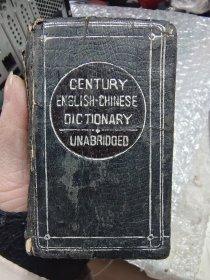 CENTURY
ENGLISH-CHINESE
DICTIONARY
UNABRIDGED